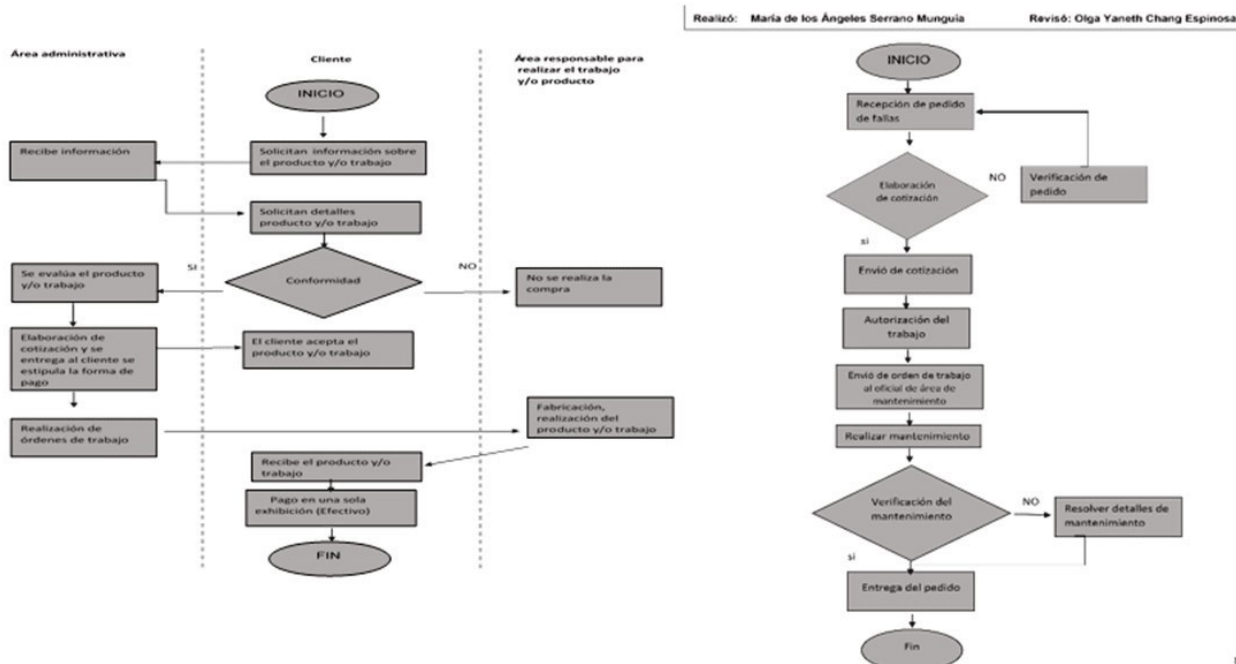 Realizó: María de los Ángeles Serrano Munguía Revisó: Olga Yaneth Chang Espinosa
Área administrativa
Cliente
Área responsable para
realizar el trabajo
y/o producto
INICIO
Solicitan información sobre
el producto y/o trabajo
Recibe información
Solicitan detalles
producto y/o trabajo
Conformidad
SI
NO
Se evalúa el producto
y/o trabajo
No se realiza la
compra
Elaboración de
cotización y se
entrega al cliente se
estipula la forma de
pago
El cliente acepta el
producto y/o trabajo
Realización de
órdenes de trabajo
Fabricación,
realización del
producto y/o trabajo
Recibe el producto y/o
trabajo
Pago en una sola
exhibición (Efectivo)
FIN
INICIO
Recepción de pedido
de fallas
Elaboración
de cotización
NO
Verificación de
pedido
si
Envió de cotización
Autorización del
trabajo
Envió de orden de trabajo
al oficial de área de
mantenimiento
Realizar mantenimiento
Verificación del
mantenimiento
NO
Resolver detalles de
mantenimiento
si
Entrega del pedido
Fin